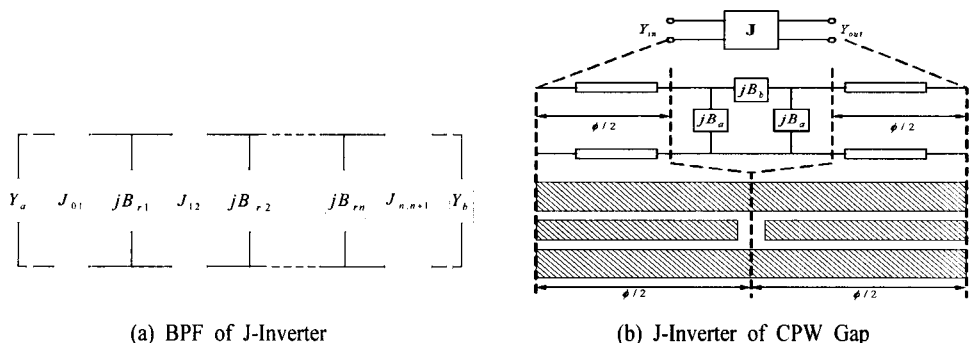 Y_in J Y_out
jB_b
jB_a jB_a
ϕ/2 ϕ/2
Y_a J_01 jB_r1 J_12 jB_r2 jB_rn J_n,n+1 Y_b
ϕ/2 ϕ/2
(a) BPF of J-Inverter
(b) J-Inverter of CPW Gap